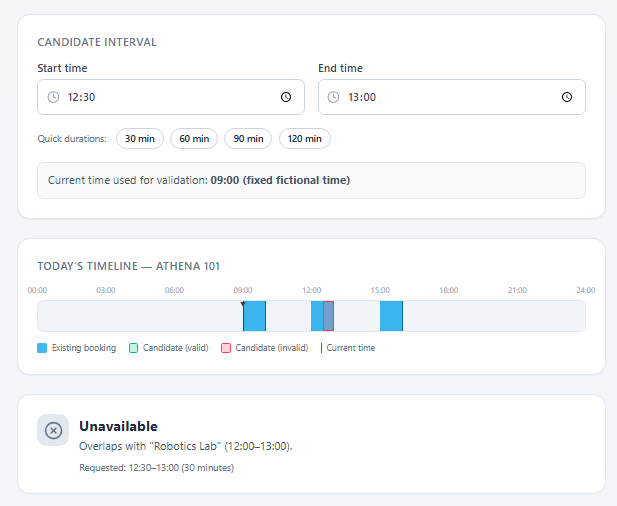 CANDIDATE INTERVAL
Start time
End time
12:30
13:00
Quick durations: 30 min 60 min 90 min 120 min
Current time used for validation: 09:00 (fixed fictional time)
TODAY'S TIMELINE — ATHENA 101
00:00 03:00 06:00 09:00 12:00 15:00 18:00 21:00 24:00
Existing booking Candidate (valid) Candidate (invalid) Current time
Unavailable
Overlaps with "Robotics Lab" (12:00–13:00).
Requested: 12:30–13:00 (30 minutes)